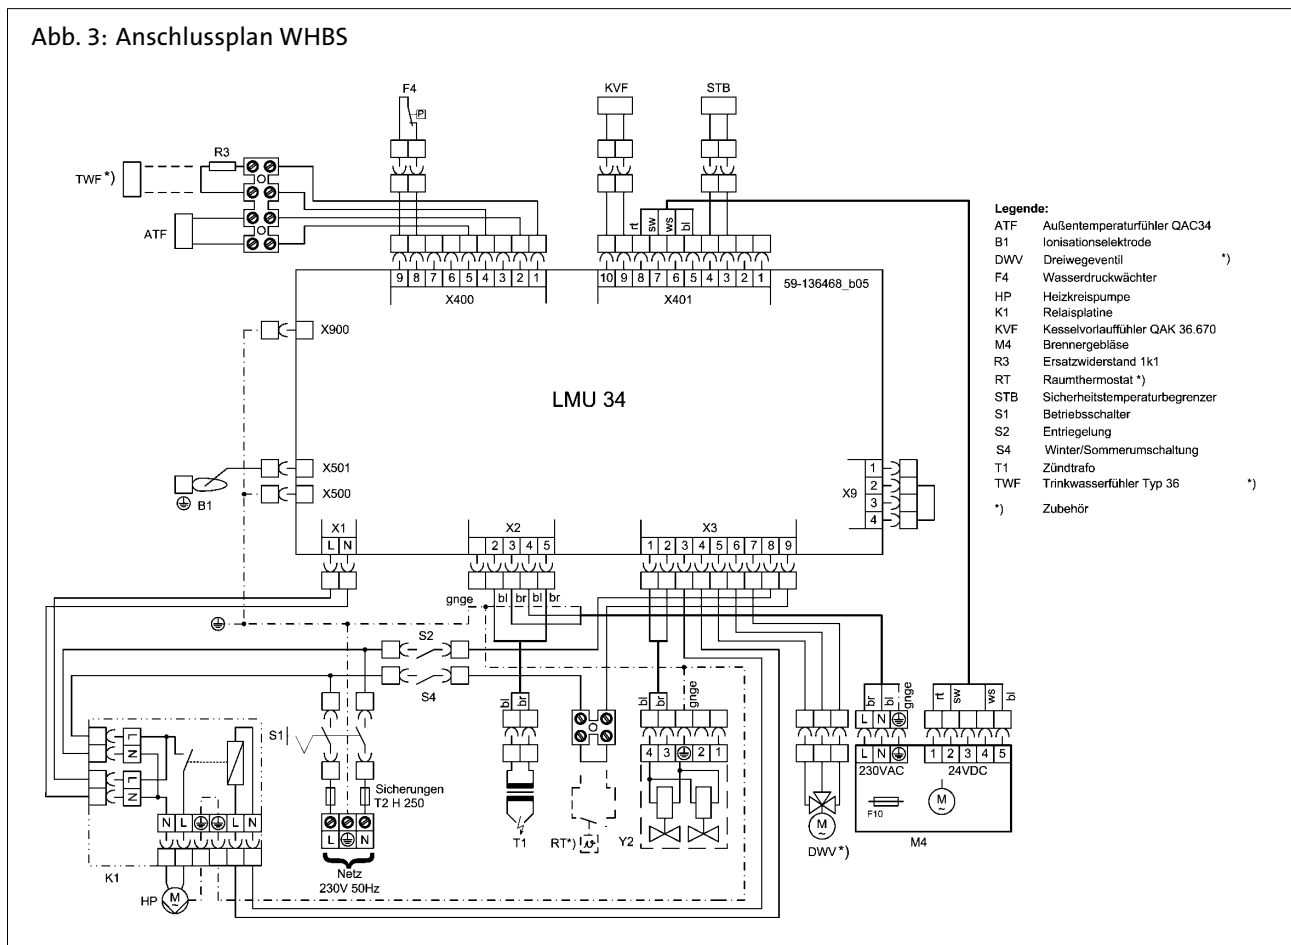 Abb. 3: Anschlussplan WHBS
F4
KVF
STB
P
R3
TWF *)
ATF
rt sw ws bl
Legende:
ATF Außentemperaturfühler QAC34
B1 Ionisationselektrode
DWV Dreiwegeventil *)
F4 Wasserdruckwächter
HP Heizkreispumpe
K1 Relaisplatine
KVF Kesselvorlauffühler QAK 36.670
M4 Brennergebläse
R3 Ersatzwiderstand 1k1
RT Raumthermostat *)
STB Sicherheitstemperaturbegrenzer
S1 Betriebsschalter
S2 Entriegelung
S4 Winter/Sommerumschaltung
T1 Zündtrafo
TWF Trinkwasserfühler Typ 36 *)
*) Zubehör
9 8 7 6 5 4 3 2 1
X400
10 9 8 7 6 5 4 3 2 1
X401
59-136468_b05
X900
LMU 34
X501
X500
B1
X9
1
2
3
4
X1
L N
X2
2 3 4 5
X3
1 2 3 4 5 6 7 8 9
gnge
bl br bl br
S2
S4
bl br
bl br gnge
br bl gnge
rt sw ws bl
L N
S1
L
N
L
N
4 3 2 1
L N
1 2 3 4 5
230VAC
24VDC
Sicherungen
T2 H 250
F10
M
~
M4
N L L N
L N
Netz
230V 50Hz
T1
RT*)
Y2
M
~
DWV *)
K1
HP
M
~